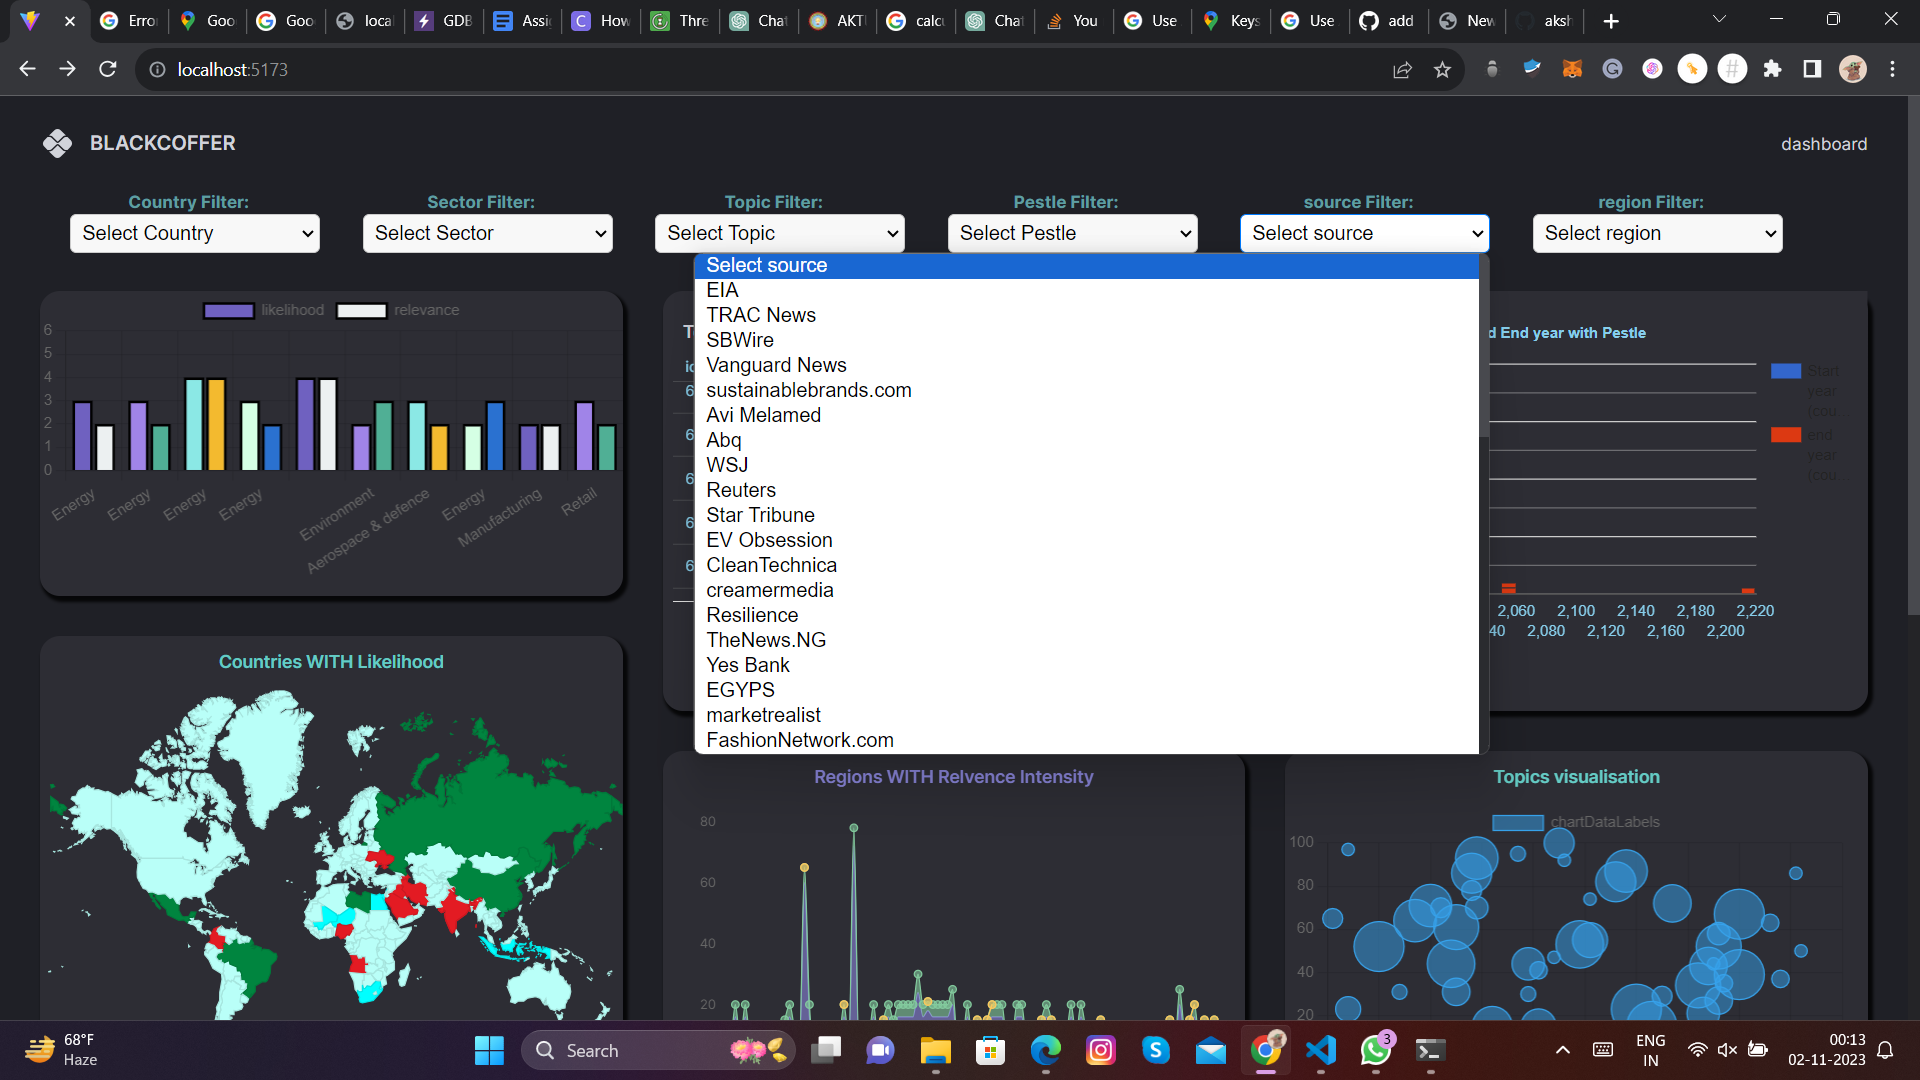 Erro
Goo
Goo
loca
GDB
Assi
How
Thre
Chat
AKTU
calcu
Chat
You
Use
Keys
Use
add
New
aksh
localhost:5173
BLACKCOFFER
dashboard
Country Filter:
Sector Filter:
Topic Filter:
Pestle Filter:
source Filter:
region Filter:
Select Country
Select Sector
Select Topic
Select Pestle
Select source
Select region
Select source
EIA
TRAC News
SBWire
Vanguard News
sustainablebrands.com
Avi Melamed
Abq
WSJ
Reuters
Star Tribune
EV Obsession
CleanTechnica
creamermedia
Resilience
TheNews.NG
Yes Bank
EGYPS
marketrealist
FashionNetwork.com
likelihood
relevance
6
5
4
3
2
1
0
Energy
Energy
Energy
Energy
Environment
Aerospace & defence
Energy
Manufacturing
Retail
T
6
6
6
6
6
d End year with Pestle
Start
year
(cou...
end
year
(cou...
2,060 2,100 2,140 2,180 2,220
40 2,080 2,120 2,160 2,200
Countries WITH Likelihood
Regions WITH Relvence Intensity
80
60
40
20
Topics visualisation
chartDataLabels
100
80
60
40
20
68°F
Haze
Search
3
ENG
IN
00:13
02-11-2023